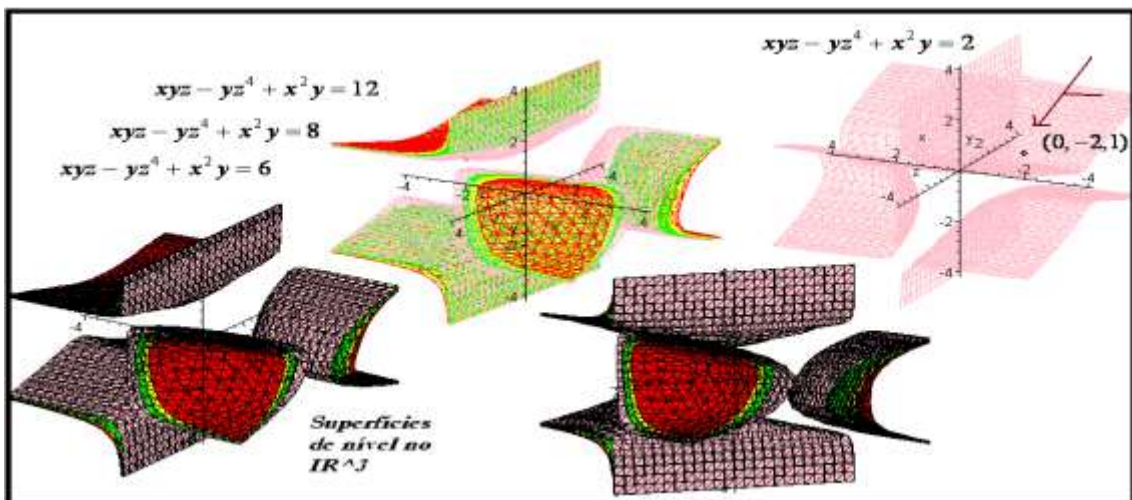 xyz − yz⁴ + x²y = 12
xyz − yz⁴ + x²y = 8
xyz − yz⁴ + x²y = 6
xyz − yz⁴ + x²y = 2
(0, −2,1)
Superfícies
de nível no
IR^3